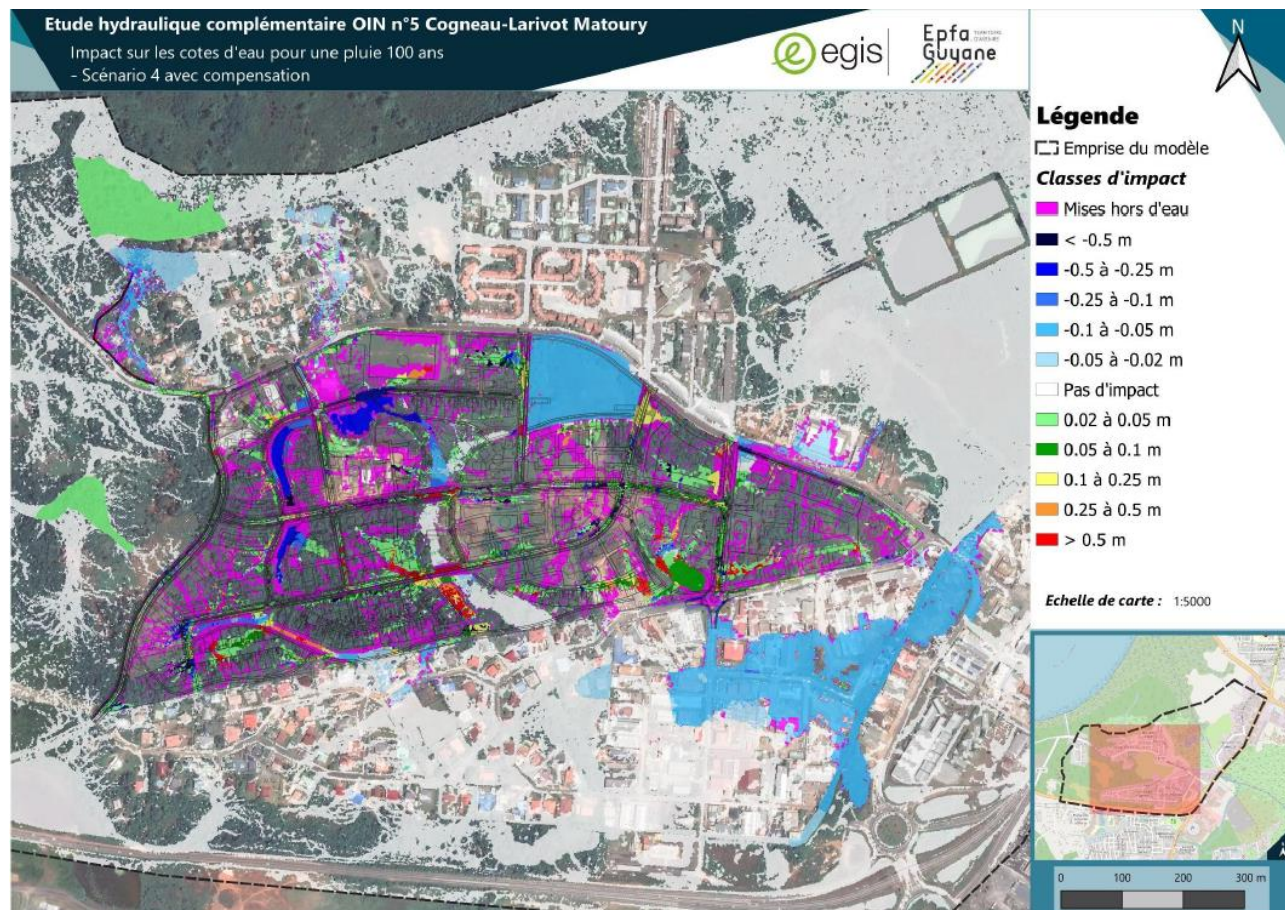 Etude hydraulique complémentaire OIN n°5 Cogneau-Larivot Matoury
Impact sur les cotes d'eau pour une pluie 100 ans
- Scénario 4 avec compensation
egis
Epfa
Guyane
N
Légende
Emprise du modèle
Classes d'impact
Mises hors d'eau
< -0.5 m
-0.5 à -0.25 m
-0.25 à -0.1 m
-0.1 à -0.05 m
-0.05 à -0.02 m
Pas d'impact
0.02 à 0.05 m
0.05 à 0.1 m
0.1 à 0.25 m
0.25 à 0.5 m
> 0.5 m
Echelle de carte : 1:5000
0 100 200 300 m